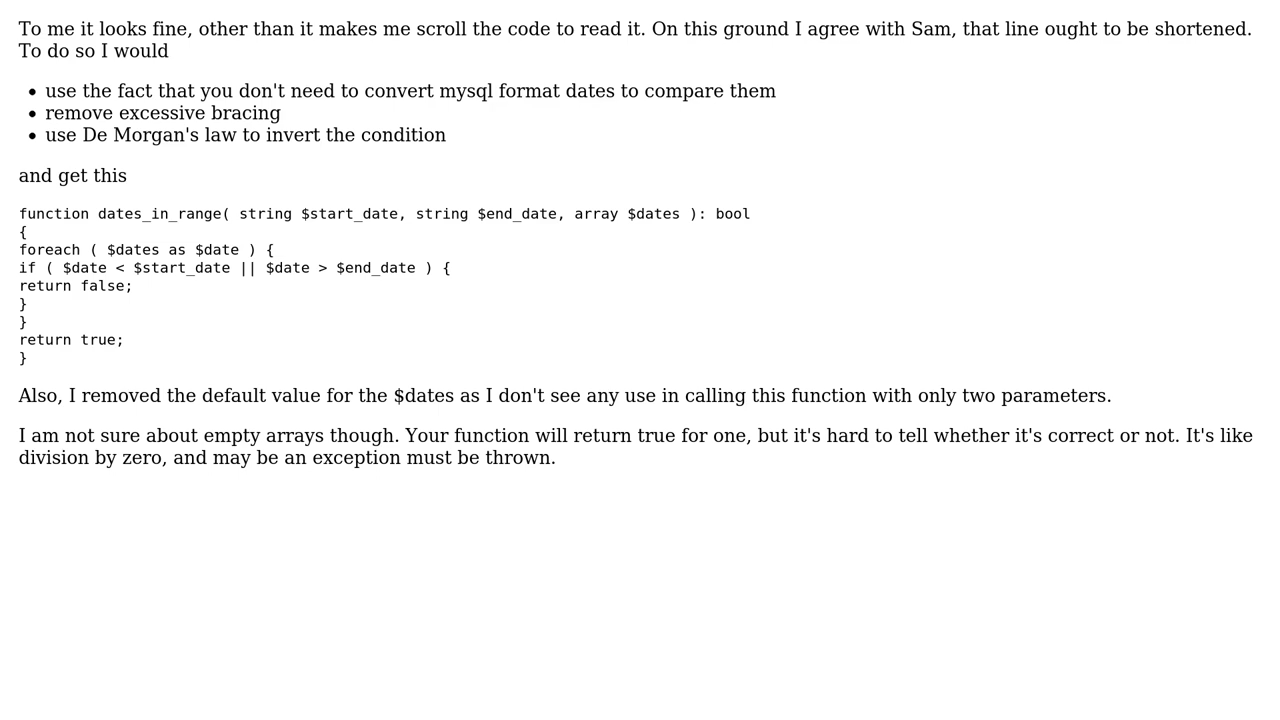 To me it looks fine, other than it makes me scroll the code to read it. On this ground I agree with Sam, that line ought to be shortened.
To do so I would
• use the fact that you don't need to convert mysql format dates to compare them
• remove excessive bracing
• use De Morgan's law to invert the condition
and get this
function dates_in_range( string $start_date, string $end_date, array $dates ): bool
{
foreach ( $dates as $date ) {
if ( $date < $start_date || $date > $end_date ) {
return false;
}
}
return true;
}
Also, I removed the default value for the $dates as I don't see any use in calling this function with only two parameters.
I am not sure about empty arrays though. Your function will return true for one, but it's hard to tell whether it's correct or not. It's like
division by zero, and may be an exception must be thrown.